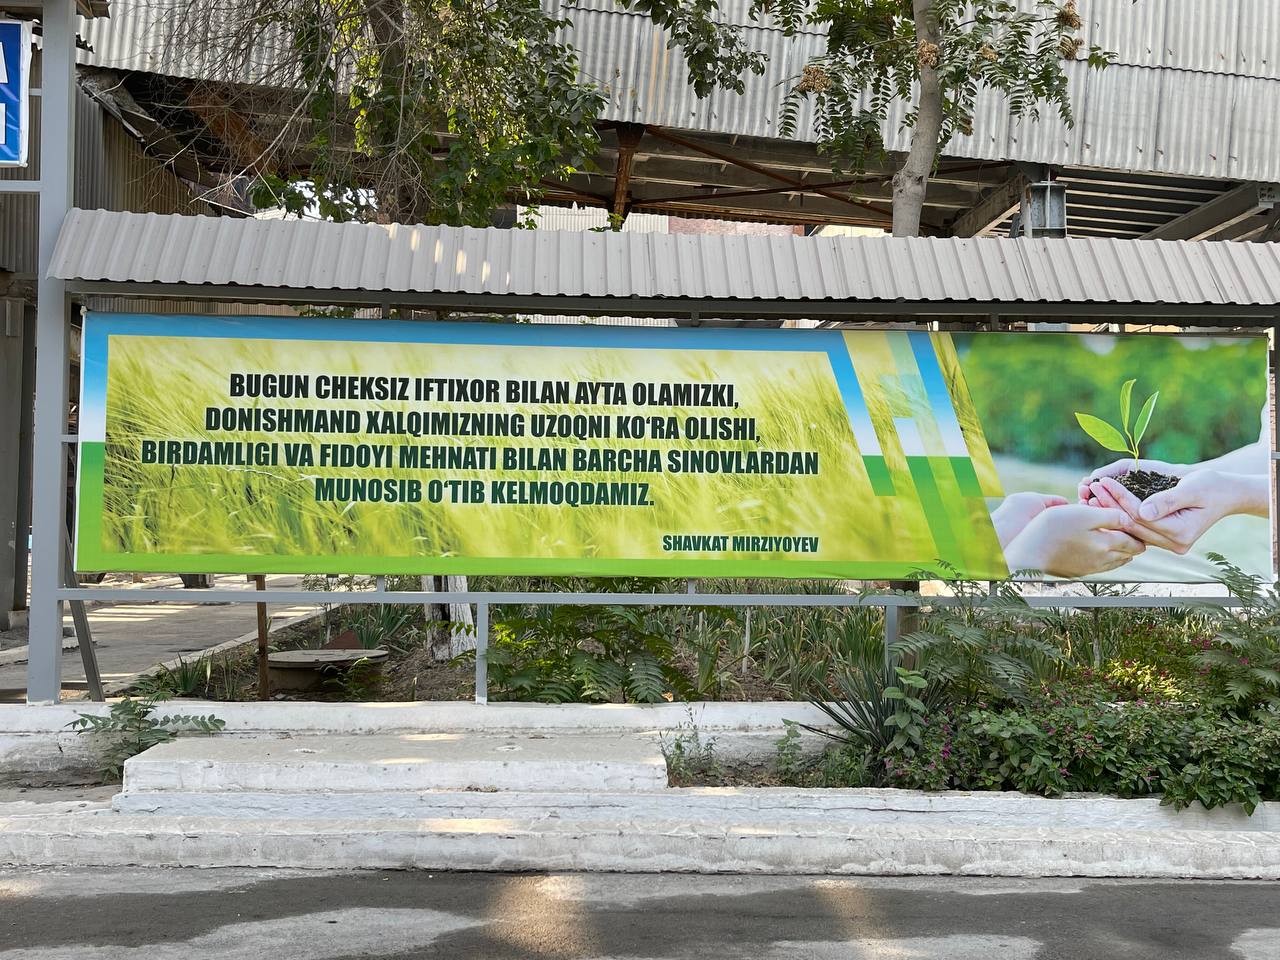 BUGUN CHEKSIZ IFTIXOR BILAN AYTA OLAMIZKI,
DONISHMAND XALQIMIZNING UZOQNI KO‘RA OLISHI,
BIRDAMLIGI VA FIDOYI MEHNATI BILAN BARCHA SINOVLARDAN
MUNOSIB O‘TIB KELMOQDAMIZ.
SHAVKAT MIRZIYOYEV